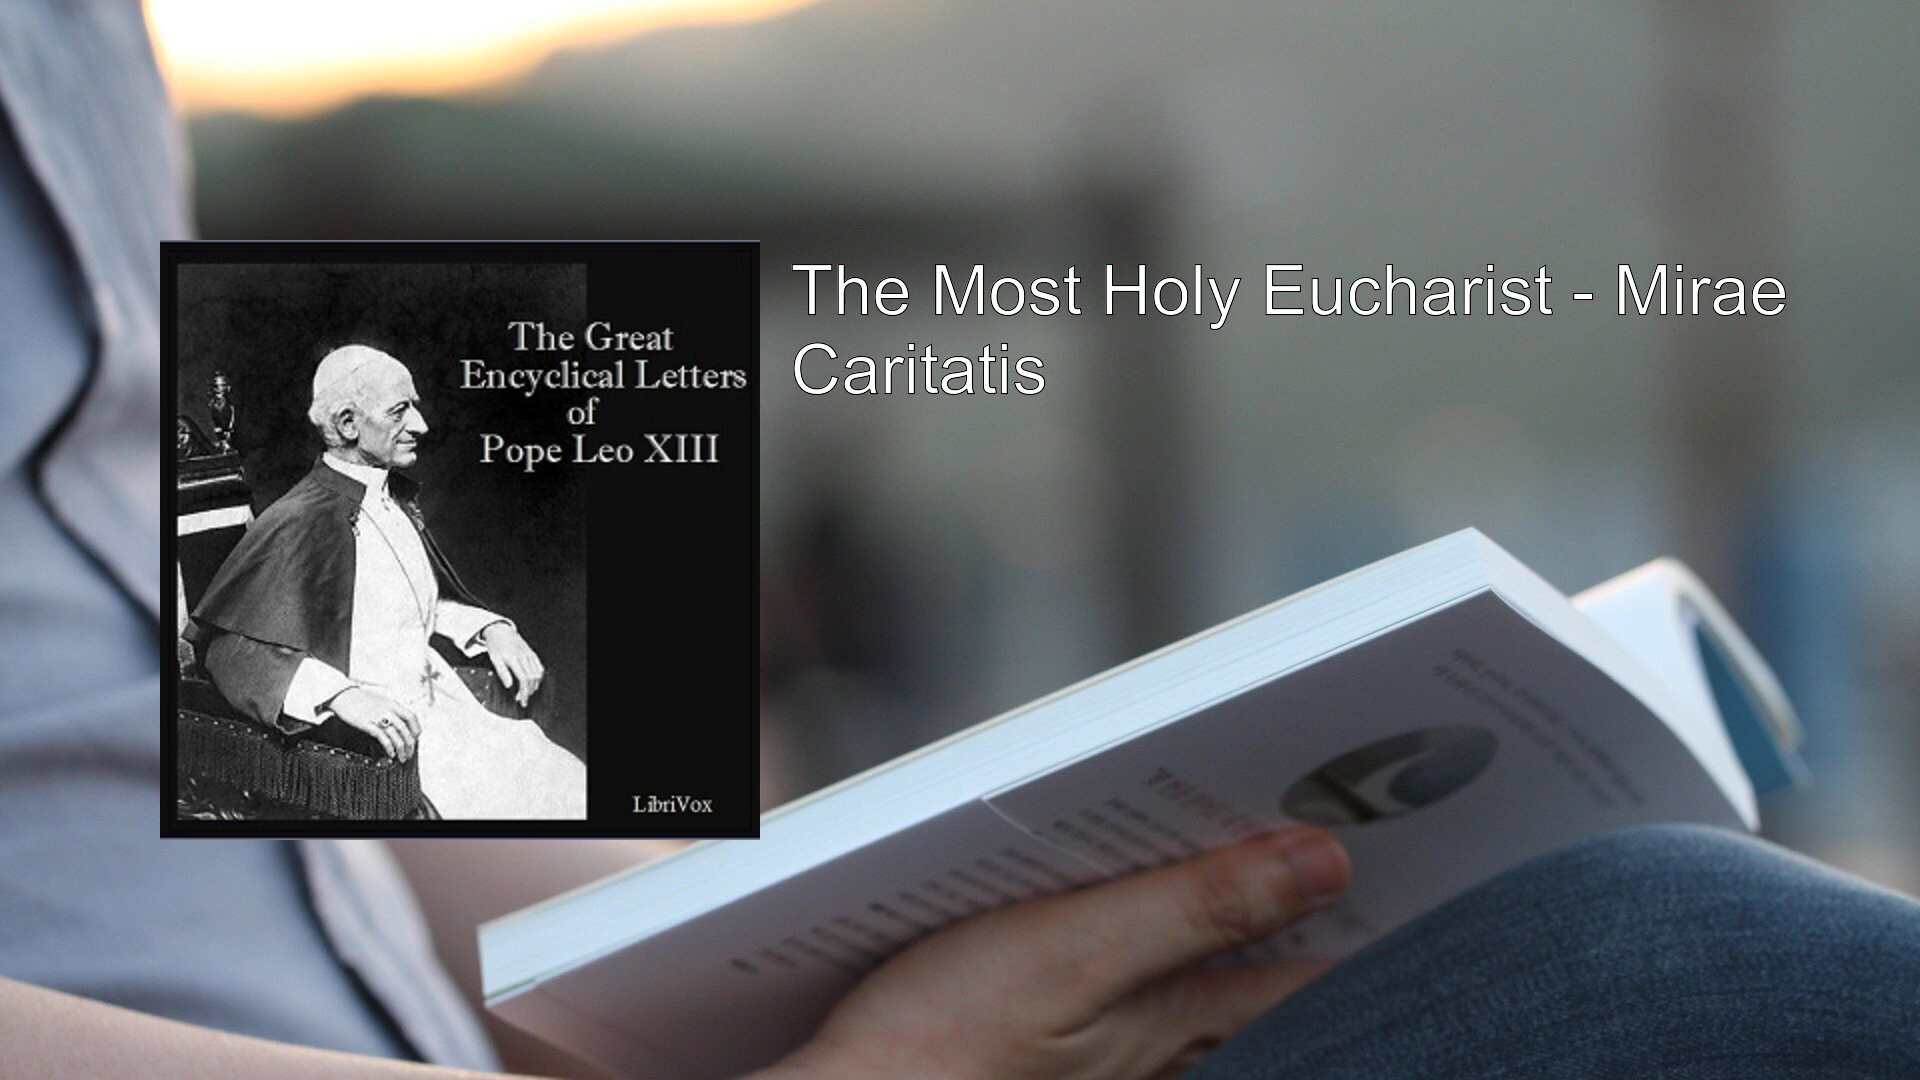 The Great
Encyclical Letters
of
Pope Leo XIII
LibriVox
The Most Holy Eucharist - Mirae
Caritatis